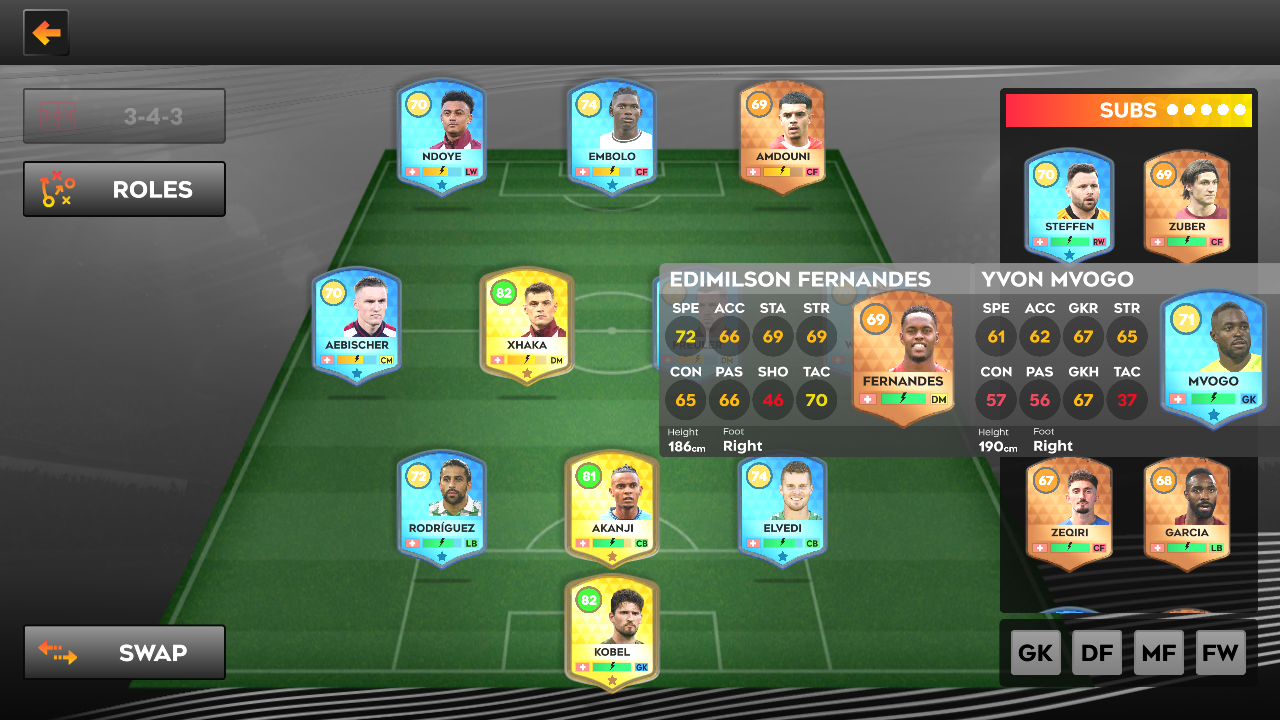 3-4-3
ROLES
70
NDOYE
LW
74
EMBOLO
CF
69
AMDOUNI
CF
SUBS
70
STEFFEN
RW
69
ZUBER
CF
70
AEBISCHER
CM
82
XHAKA
DM
EDIMILSON FERNANDES
SPE ACC STA STR
72 66 69 69
CON PAS SHO TAC
65 66 46 70
Height Foot
186cm Right
69
FERNANDES
DM
YVON MVOGO
SPE ACC GKR STR
61 62 67 65
CON PAS GKH TAC
57 56 67 37
Height Foot
190cm Right
71
MVOGO
GK
72
RODRÍGUEZ
LB
81
AKANJI
CB
74
ELVEDI
CB
67
ZEQIRI
CF
68
GARCIA
LB
82
KOBEL
GK
SWAP
GK DF MF FW